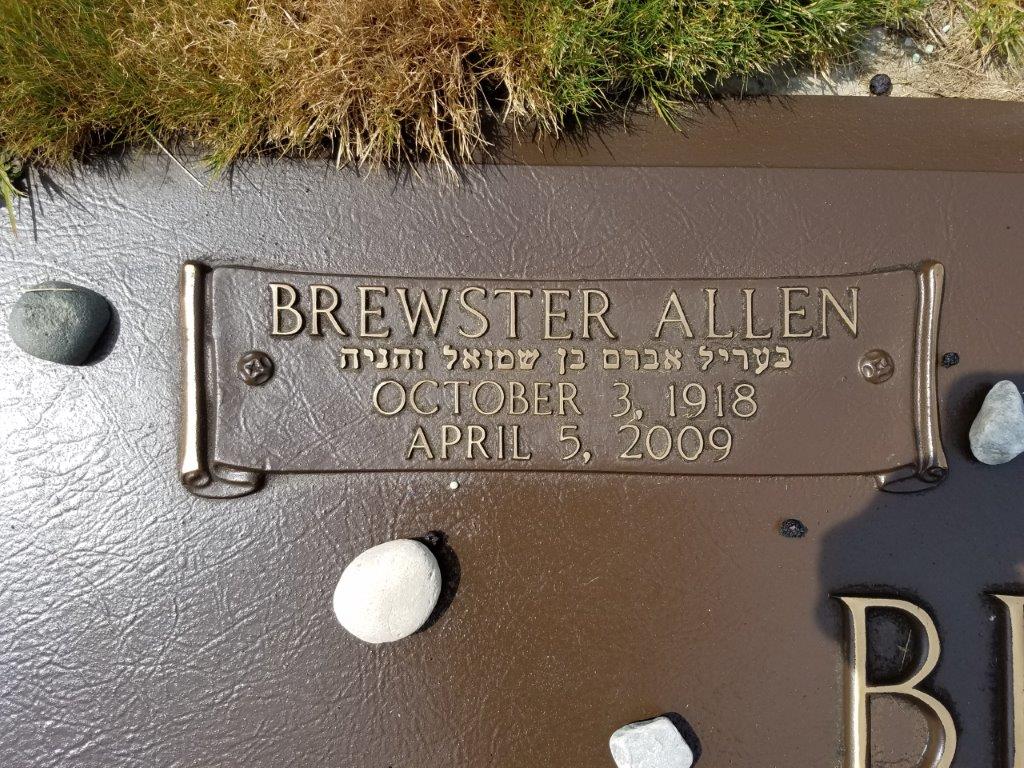 BREWSTER ALLEN
בעריל אברם בן שמואל והניה
OCTOBER 3, 1918
APRIL 5, 2009
B